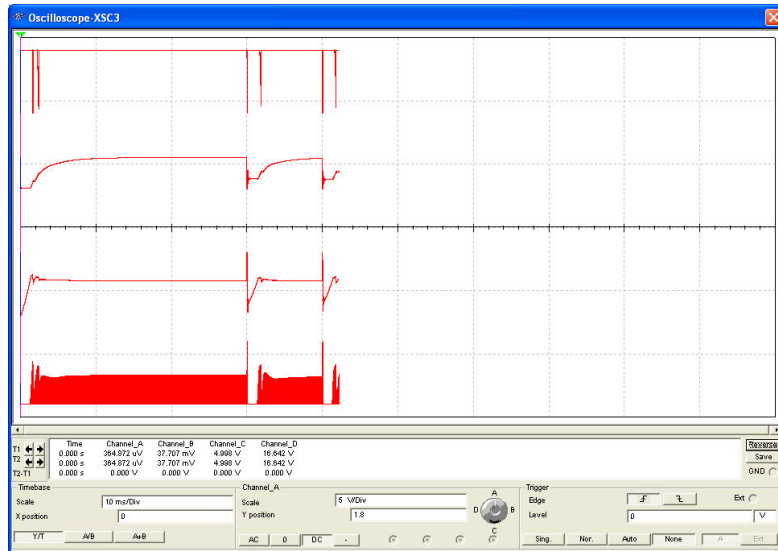 Oscilloscope-XSC3
Time Channel_A Channel_B Channel_C Channel_D
T1 0.000 s 364.872 uV 37.707 mV 4.998 V 16.642 V
T2 0.000 s 364.872 uV 37.707 mV 4.998 V 16.642 V
T2-T1 0.000 s 0.000 V 0.000 V 0.000 V 0.000 V
Reverse
Save
GND
Timebase
Scale 10 ms/Div
X position 0
Y/T A/B A+B
Channel_A
Scale 5 V/Div
Y position 1.8
AC 0 DC -
A
D B
C
Trigger
Edge Ext
Level 0 V
Sing. Nor. Auto None A Ext